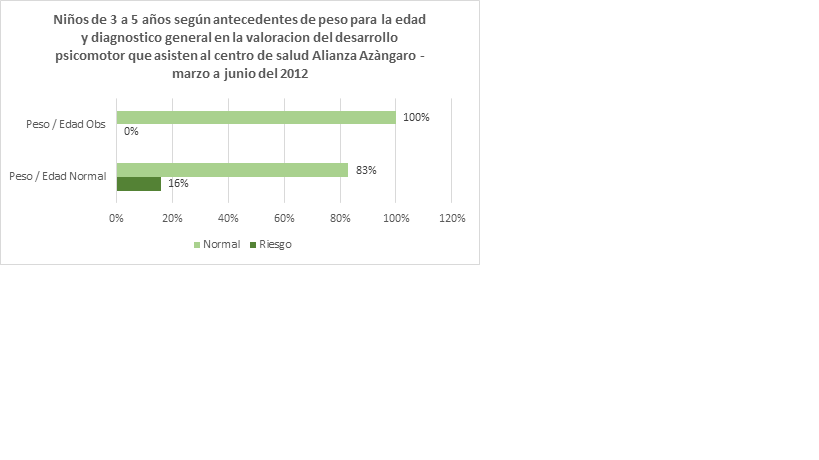 Niños de 3 a 5 años según antecedentes de peso para la edad
y diagnostico general en la valoracion del desarrollo
psicomotor que asisten al centro de salud Alianza Azàngaro -
marzo a junio del 2012
Peso / Edad Obs
100%
0%
Peso / Edad Normal
83%
16%
0% 20% 40% 60% 80% 100% 120%
Normal Riesgo